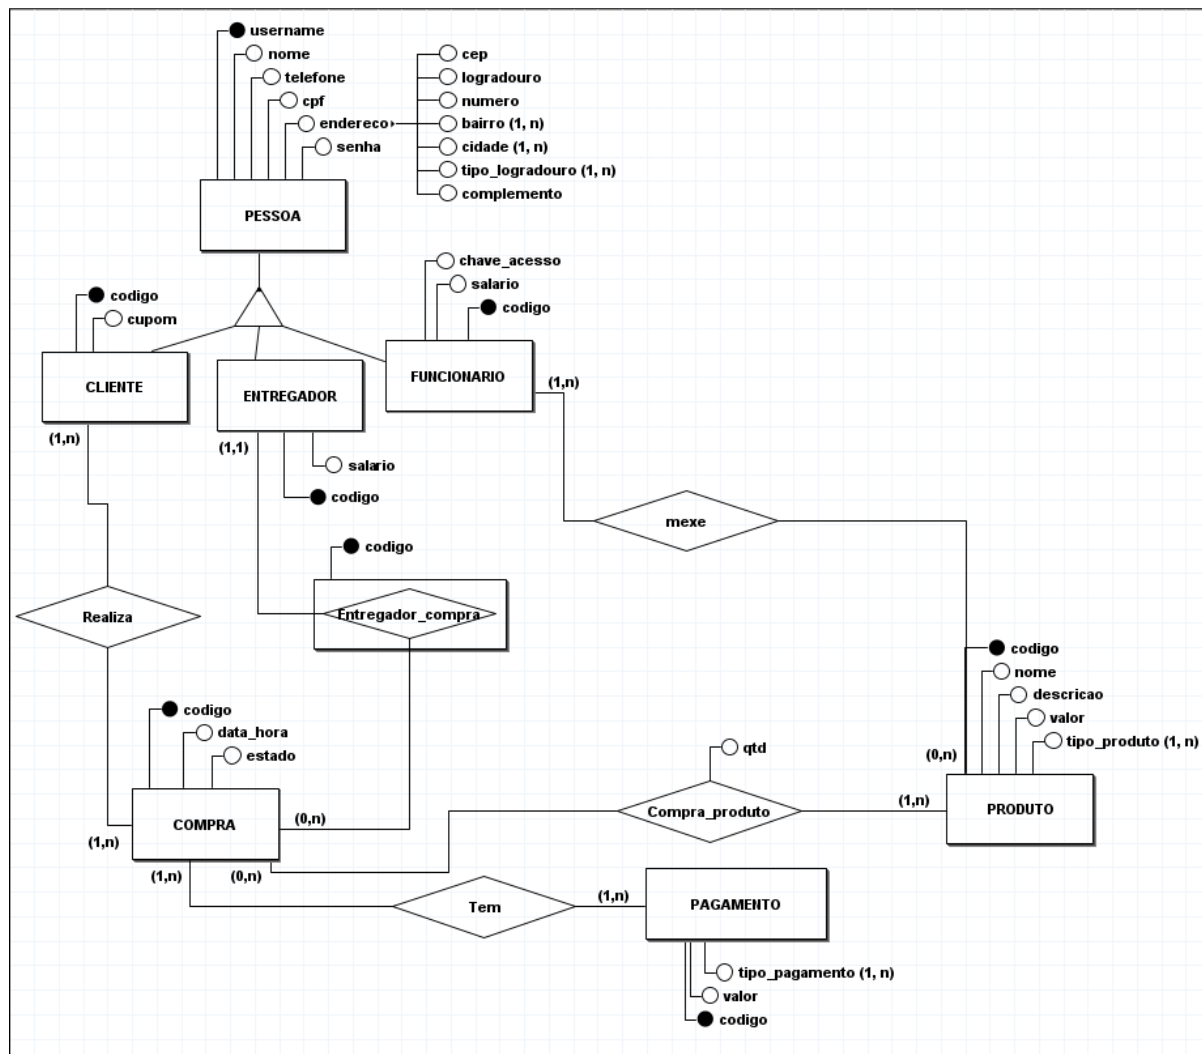 username
nome
telefone
cpf
endereco
senha
cep
logradouro
numero
bairro (1, n)
cidade (1, n)
tipo_logradouro (1, n)
complemento
PESSOA
codigo
cupom
chave_acesso
salario
codigo
CLIENTE
ENTREGADOR
FUNCIONARIO
(1,n)
(1,1)
(1,n)
salario
codigo
mexe
codigo
Entregador_compra
Realiza
codigo
nome
descricao
valor
tipo_produto (1, n)
codigo
data_hora
estado
qtd
(0,n)
COMPRA
(0,n)
Compra_produto
(1,n)
PRODUTO
(1,n)
(1,n)
(0,n)
Tem
(1,n)
PAGAMENTO
tipo_pagamento (1, n)
valor
codigo